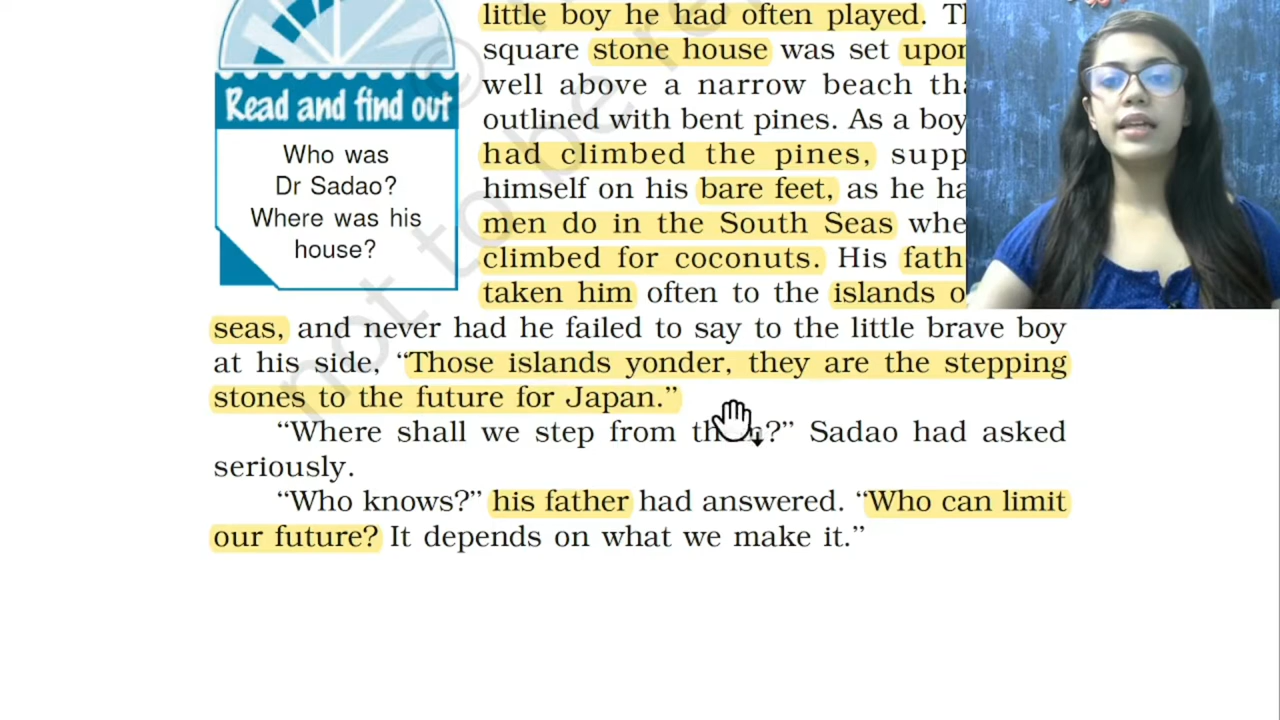 little boy he had often played.
square stone house was set upon
well above a narrow beach
outlined with bent pines. As a boy
had climbed the pines,
himself on his bare feet, as he
men do in the South Seas
climbed for coconuts. His
taken him often to the islands
Read and find out
Who was
Dr Sadao?
Where was his
house?
seas, and never had he failed to say to the little brave boy
at his side, “Those islands yonder, they are the stepping
stones to the future for Japan.”
“Where shall we step from them?” Sadao had asked
seriously.
“Who knows?” his father had answered. “Who can limit
our future? It depends on what we make it.”
not to be